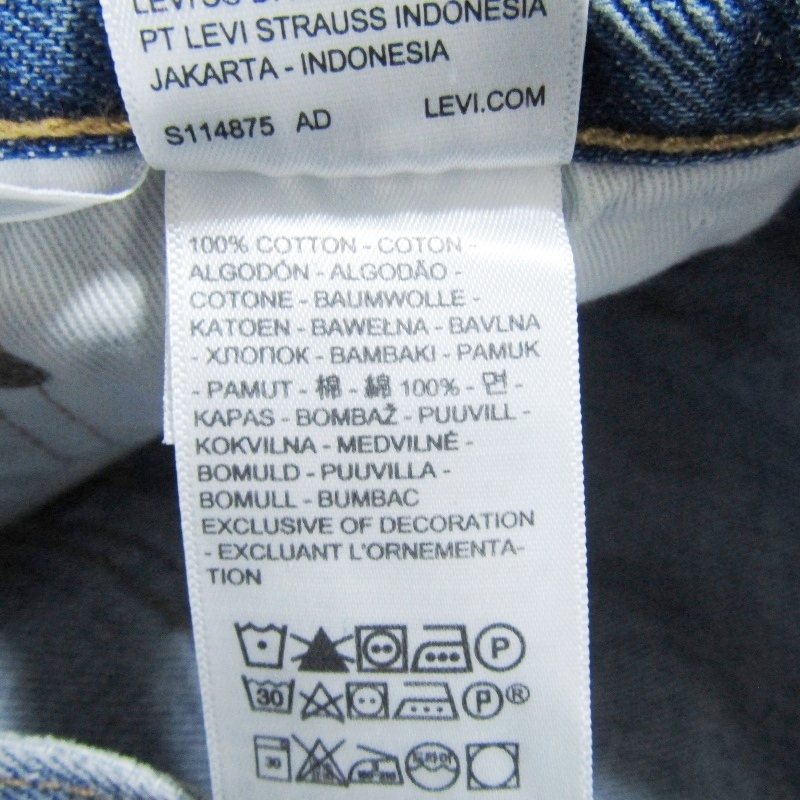 PT LEVI STRAUSS INDONESIA
JAKARTA - INDONESIA
S114875 AD LEVI.COM
100% COTTON - COTON -
ALGODÓN - ALGODÃO -
COTONE - BAUMWOLLE -
KATOEN - BAWEŁNA - BAVLNA
- ХЛОПОК - BAMBAKI - PAMUK
- PAMUT - 棉 - 綿 100% - 면 -
KAPAS - BOMBAŽ - PUUVILL -
KOKVILNA - MEDVILNĖ -
BOMULD - PUUVILLA -
BOMULL - BUMBAC
EXCLUSIVE OF DECORATION
- EXCLUANT L'ORNEMENTA-
TION
P
30 P®
30